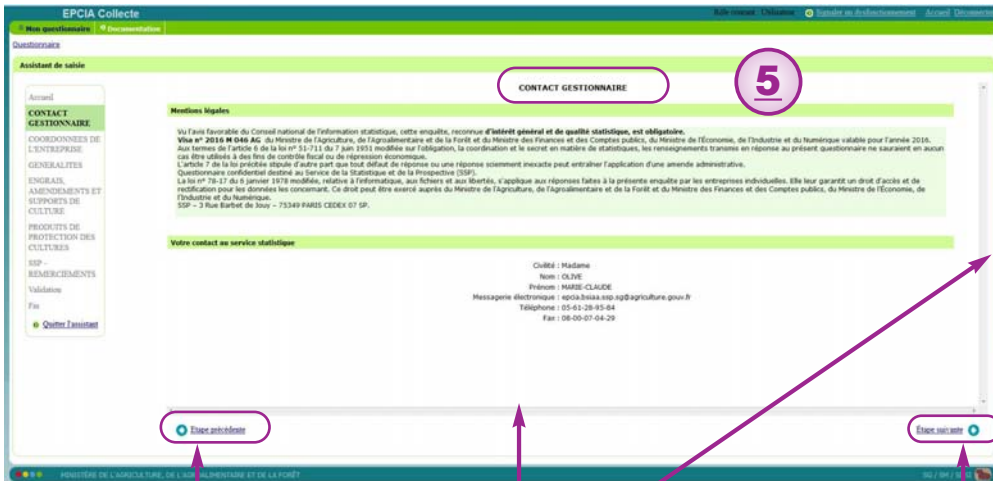 EPCIA Collecte
Rôle courant : Utilisateur Signaler un dysfonctionnement Accueil Déconnecter
Mon questionnaire Documentation
Questionnaire
Assistant de saisie
Accueil
CONTACT
GESTIONNAIRE
COORDONNEES DE
L'ENTREPRISE
GENERALITES
ENGRAIS,
AMENDEMENTS ET
SUPPORTS DE
CULTURE
PRODUITS DE
PROTECTION DES
CULTURES
SSP -
REMERCIEMENTS
Validation
Fin
Quitter l'assistant
CONTACT GESTIONNAIRE
5
Mentions légales
Vu l'avis favorable du Conseil national de l'information statistique, cette enquête, reconnue d'intérêt général et de qualité statistique, est obligatoire.
Visa n° 2016 M 046 AG du Ministre de l'Agriculture, de l'Agroalimentaire et de la Forêt et du Ministre des Finances et des Comptes publics, du Ministre de l'Économie, de l'Industrie et du Numérique valable pour l'année 2016.
Aux termes de l'article 6 de la loi n° 51-711 du 7 juin 1951 modifiée sur l'obligation, la coordination et le secret en matière de statistiques, les renseignements transmis en réponse au présent questionnaire ne sauraient en aucun
cas être utilisés à des fins de contrôle fiscal ou de répression économique.
L'article 7 de la loi précitée stipule d'autre part que tout défaut de réponse ou une réponse sciemment inexacte peut entraîner l'application d'une amende administrative.
Questionnaire confidentiel destiné au Service de la Statistique et de la Prospective (SSP).
La loi n° 78-17 du 6 janvier 1978 modifiée, relative à l'informatique, aux fichiers et aux libertés, s'applique aux réponses faites à la présente enquête par les entreprises individuelles. Elle leur garantit un droit d'accès et de
rectification pour les données les concernant. Ce droit peut être exercé auprès du Ministre de l'Agriculture, de l'Agroalimentaire et de la Forêt et du Ministre des Finances et des Comptes publics, du Ministre de l'Économie, de
l'Industrie et du Numérique.
SSP – 3 Rue Barbet de Jouy – 75349 PARIS CEDEX 07 SP.
Votre contact au service statistique
Civilité : Madame
Nom : OLIVE
Prénom : MARIE-CLAUDE
Messagerie électronique : epcia.bsiaa.ssp.sg@agriculture.gouv.fr
Téléphone : 05-61-28-95-84
Fax : 08-00-07-04-29
Etape précédente
Étape suivante
MINISTÈRE DE L'AGRICULTURE, DE L'AGROALIMENTAIRE ET DE LA FORÊT